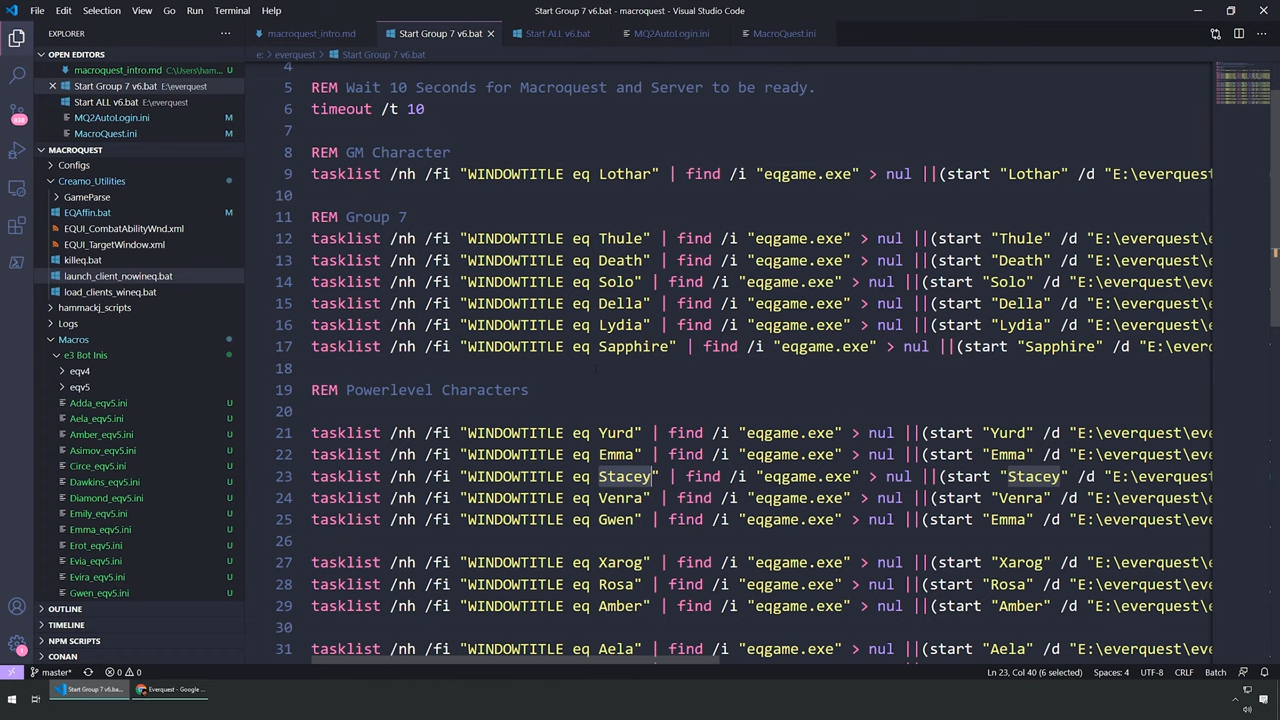 File Edit Selection View Go Run Terminal Help
Start Group 7 v6.bat - macroquest - Visual Studio Code
EXPLORER
OPEN EDITORS
macroquest_intro.md C:\Users\ham... U
Start Group 7 v6.bat E:\everquest
Start ALL v6.bat E:\everquest
MQ2AutoLogin.ini M
MacroQuest.ini M
MACROQUEST
Configs
Creamo_Utilities
GameParse
EQAffin.bat M
EQUI_CombatAbilityWnd.xml
EQUI_TargetWindow.xml
killeq.bat
launch_client_nowineq.bat
load_clients_wineq.bat
hammackj_scripts
Logs
Macros
e3 Bot Inis
eqv4
eqv5
Adda_eqv5.ini U
Aela_eqv5.ini U
Amber_eqv5.ini U
Asimov_eqv5.ini U
Circe_eqv5.ini U
Dawkins_eqv5.ini U
Diamond_eqv5.ini U
Emily_eqv5.ini U
Emma_eqv5.ini U
Erot_eqv5.ini U
Evia_eqv5.ini U
Evira_eqv5.ini U
Gwen_eqv5.ini U
OUTLINE
TIMELINE
NPM SCRIPTS
CONAN
macroquest_intro.md Start Group 7 v6.bat Start ALL v6.bat MQ2AutoLogin.ini MacroQuest.ini
e: > everquest > Start Group 7 v6.bat
4
5 REM Wait 10 Seconds for Macroquest and Server to be ready.
6 timeout /t 10
7
8 REM GM Character
9 tasklist /nh /fi "WINDOWTITLE eq Lothar" | find /i "eqgame.exe" > nul ||(start "Lothar" /d "E:\everquest
10
11 REM Group 7
12 tasklist /nh /fi "WINDOWTITLE eq Thule" | find /i "eqgame.exe" > nul ||(start "Thule" /d "E:\everquest\e
13 tasklist /nh /fi "WINDOWTITLE eq Death" | find /i "eqgame.exe" > nul ||(start "Death" /d "E:\everquest\e
14 tasklist /nh /fi "WINDOWTITLE eq Solo" | find /i "eqgame.exe" > nul ||(start "Solo" /d "E:\everquest\eve
15 tasklist /nh /fi "WINDOWTITLE eq Della" | find /i "eqgame.exe" > nul ||(start "Della" /d "E:\everquest\e
16 tasklist /nh /fi "WINDOWTITLE eq Lydia" | find /i "eqgame.exe" > nul ||(start "Lydia" /d "E:\everquest\e
17 tasklist /nh /fi "WINDOWTITLE eq Sapphire" | find /i "eqgame.exe" > nul ||(start "Sapphire" /d "E:\everq
18
19 REM Powerlevel Characters
20
21 tasklist /nh /fi "WINDOWTITLE eq Yurd" | find /i "eqgame.exe" > nul ||(start "Yurd" /d "E:\everquest\eve
22 tasklist /nh /fi "WINDOWTITLE eq Emma" | find /i "eqgame.exe" > nul ||(start "Emma" /d "E:\everquest\eve
23 tasklist /nh /fi "WINDOWTITLE eq Stacey" | find /i "eqgame.exe" > nul ||(start "Stacey" /d "E:\everquest
24 tasklist /nh /fi "WINDOWTITLE eq Venra" | find /i "eqgame.exe" > nul ||(start "Venra" /d "E:\everquest\e
25 tasklist /nh /fi "WINDOWTITLE eq Gwen" | find /i "eqgame.exe" > nul ||(start "Emma" /d "E:\everquest\eve
26
27 tasklist /nh /fi "WINDOWTITLE eq Xarog" | find /i "eqgame.exe" > nul ||(start "Xarog" /d "E:\everquest\e
28 tasklist /nh /fi "WINDOWTITLE eq Rosa" | find /i "eqgame.exe" > nul ||(start "Rosa" /d "E:\everquest\eve
29 tasklist /nh /fi "WINDOWTITLE eq Amber" | find /i "eqgame.exe" > nul ||(start "Amber" /d "E:\everquest\e
30
31 tasklist /nh /fi "WINDOWTITLE eq Aela" | find /i "eqgame.exe" > nul ||(start "Aela" /d "E:\everquest\eve
master* 0 0 Ln 23, Col 40 (6 selected) Spaces: 4 UTF-8 CRLF Batch
Start Group 7 v6.ba... Everquest - Google ...